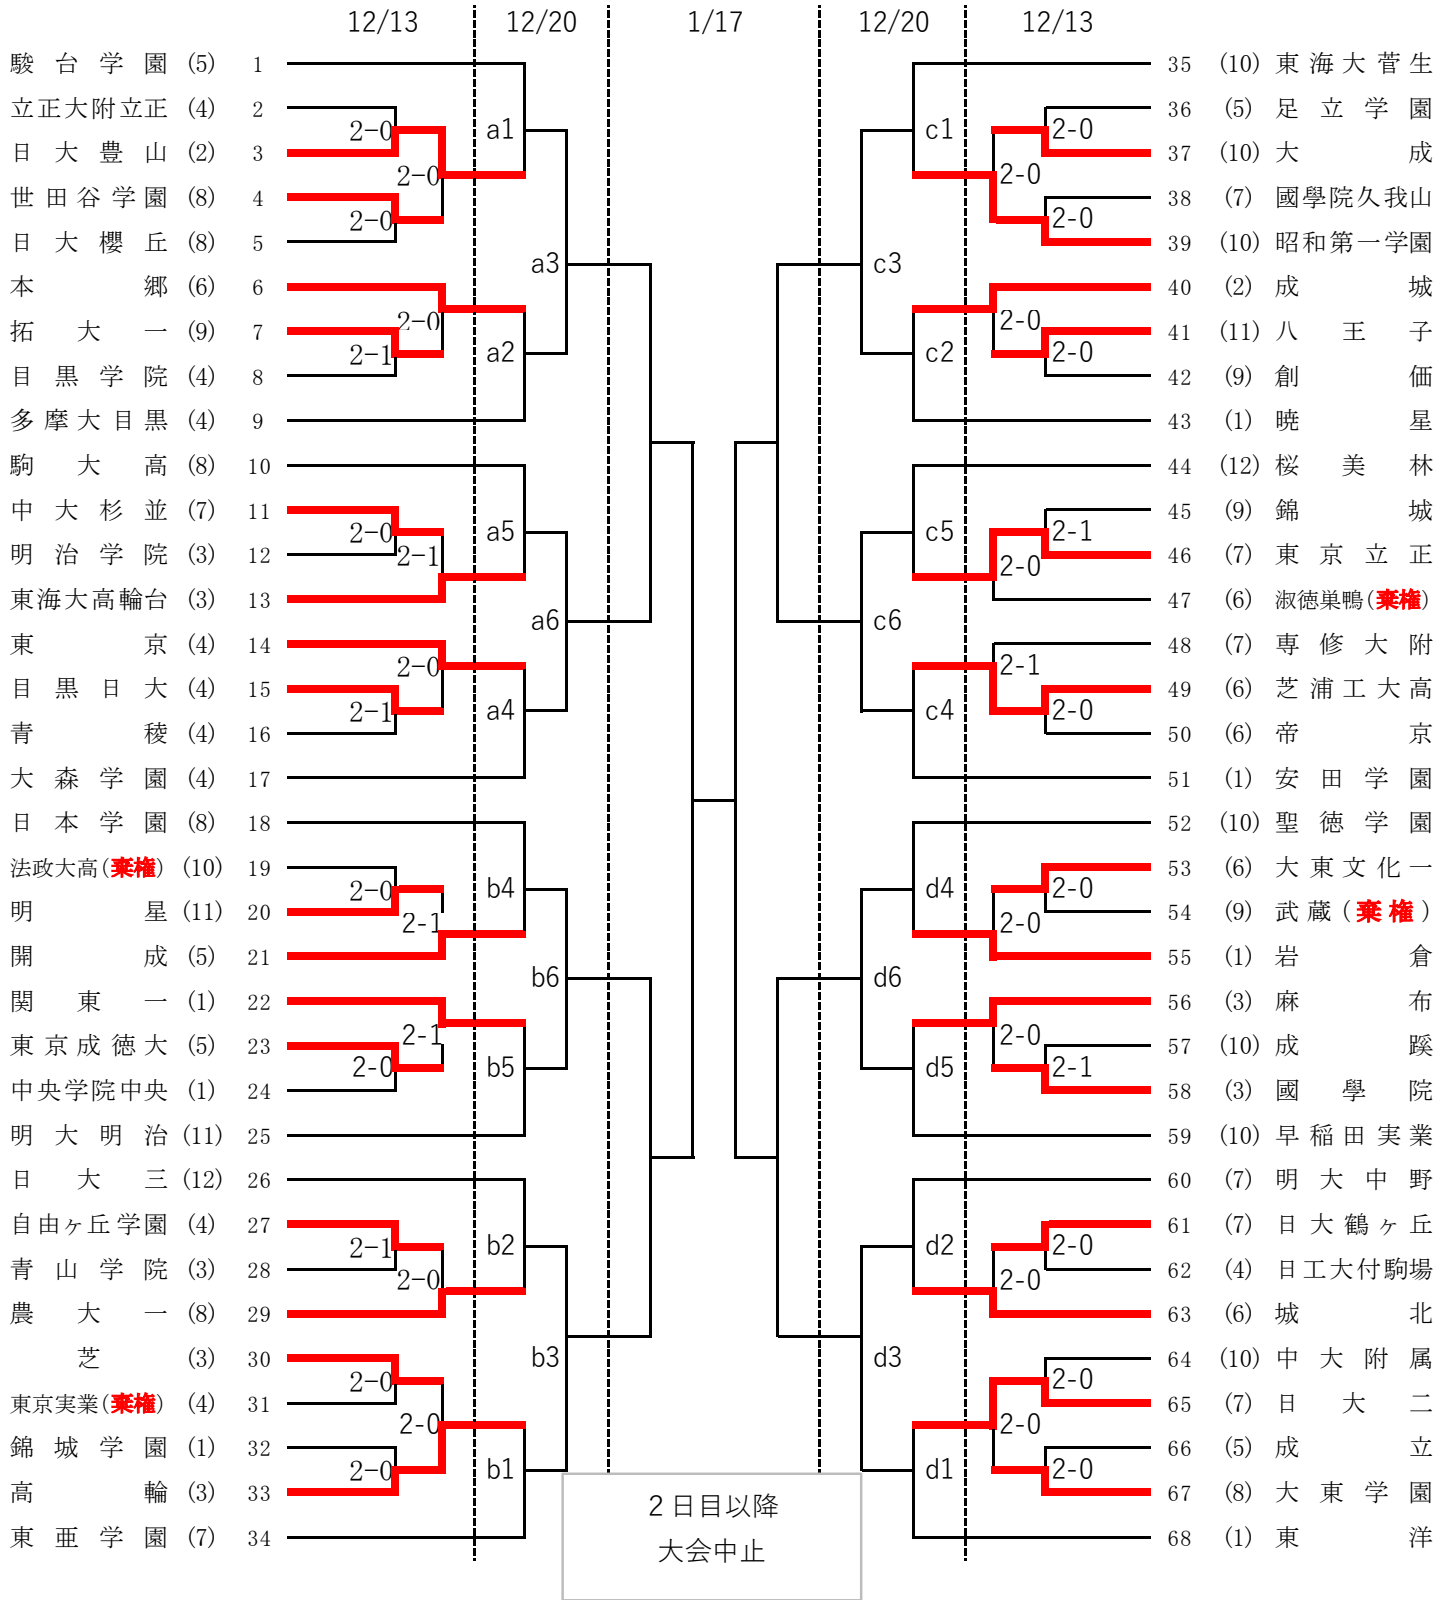 12/13 12/20 1/17 12/20 12/13
駿台学園 (5) 1 35 (10) 東海大菅生
立正大附立正 (4) 2 36 (5) 足立学園
2-0 a1 c1 2-0
日大豊山 (2) 3 37 (10) 大成
2-0 2-0
世田谷学園 (8) 4 38 (7) 國學院久我山
2-0 2-0
日大櫻丘 (8) 5 39 (10) 昭和第一学園
a3 c3
本郷 (6) 6 40 (2) 成城
2-0 2-0
拓大一 (9) 7 41 (11) 八王子
2-1 a2 c2 2-0
目黒学院 (4) 8 42 (9) 創価
多摩大目黒 (4) 9 43 (1) 暁星
駒大高 (8) 10 44 (12) 桜美林
中大杉並 (7) 11 45 (9) 錦城
2-0 a5 c5 2-1
明治学院 (3) 12 46 (7) 東京立正
2-1 2-0
東海大高輪台 (3) 13 47 (6) 淑徳巣鴨(棄権)
a6 c6
東京 (4) 14 48 (7) 専修大附
2-0 2-1
目黒日大 (4) 15 49 (6) 芝浦工大高
2-1 a4 c4 2-0
青稜 (4) 16 50 (6) 帝京
大森学園 (4) 17 51 (1) 安田学園
日本学園 (8) 18 52 (10) 聖徳学園
法政大高(棄権) (10) 19 53 (6) 大東文化一
2-0 b4 d4 2-0
明星 (11) 20 54 (9) 武蔵(棄権)
2-1 2-0
開成 (5) 21 55 (1) 岩倉
b6 d6
関東一 (1) 22 56 (3) 麻布
2-1 2-0
東京成徳大 (5) 23 57 (10) 成蹊
2-0 b5 d5 2-1
中央学院中央 (1) 24 58 (3) 國學院
明大明治 (11) 25 59 (10) 早稲田実業
日大三 (12) 26 60 (7) 明大中野
自由ヶ丘学園 (4) 27 61 (7) 日大鶴ヶ丘
2-1 b2 d2 2-0
青山学院 (3) 28 62 (4) 日工大付駒場
2-0 2-0
農大一 (8) 29 63 (6) 城北
b3 d3
芝 (3) 30 64 (10) 中大附属
2-0 2-0
東京実業(棄権) (4) 31 65 (7) 日大二
2-0 2-0
錦城学園 (1) 32 66 (5) 成立
2-0 b1 d1 2-0
高輪 (3) 33 67 (8) 大東学園
東亜学園 (7) 34 68 (1) 東洋
2日目以降
大会中止